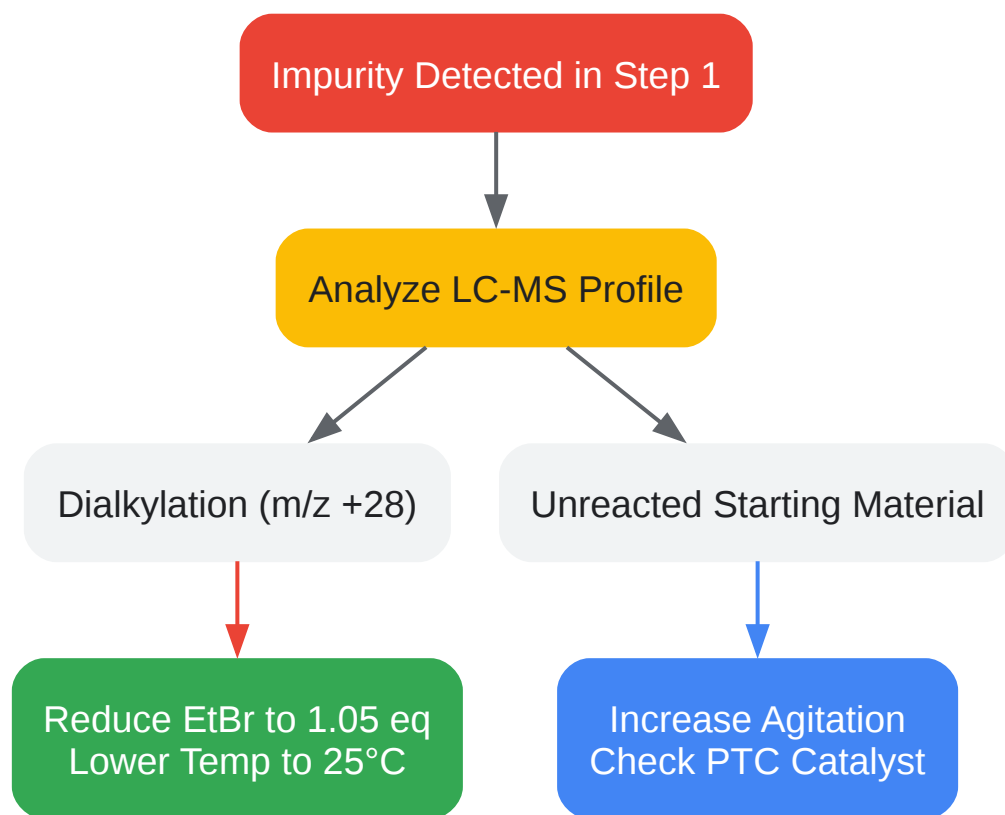 Impurity Detected in Step 1
Analyze LC-MS Profile
Dialkylation (m/z +28)
Unreacted Starting Material
Reduce EtBr to 1.05 eq
Lower Temp to 25°C
Increase Agitation
Check PTC Catalyst